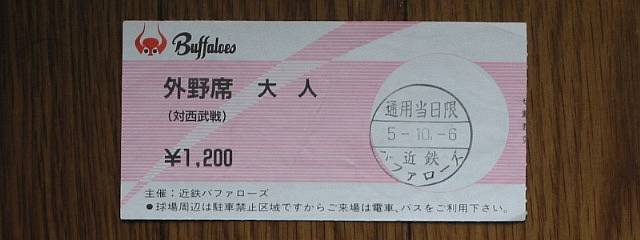 Buffaloes
外野席 大人
(対西武戦)
¥1,200
通用当日限
5-10.-6
近鉄
バファローズ
主催：近鉄バファローズ
●球場周辺は駐車禁止区域ですからご来場は電車、バスをご利用下さい。